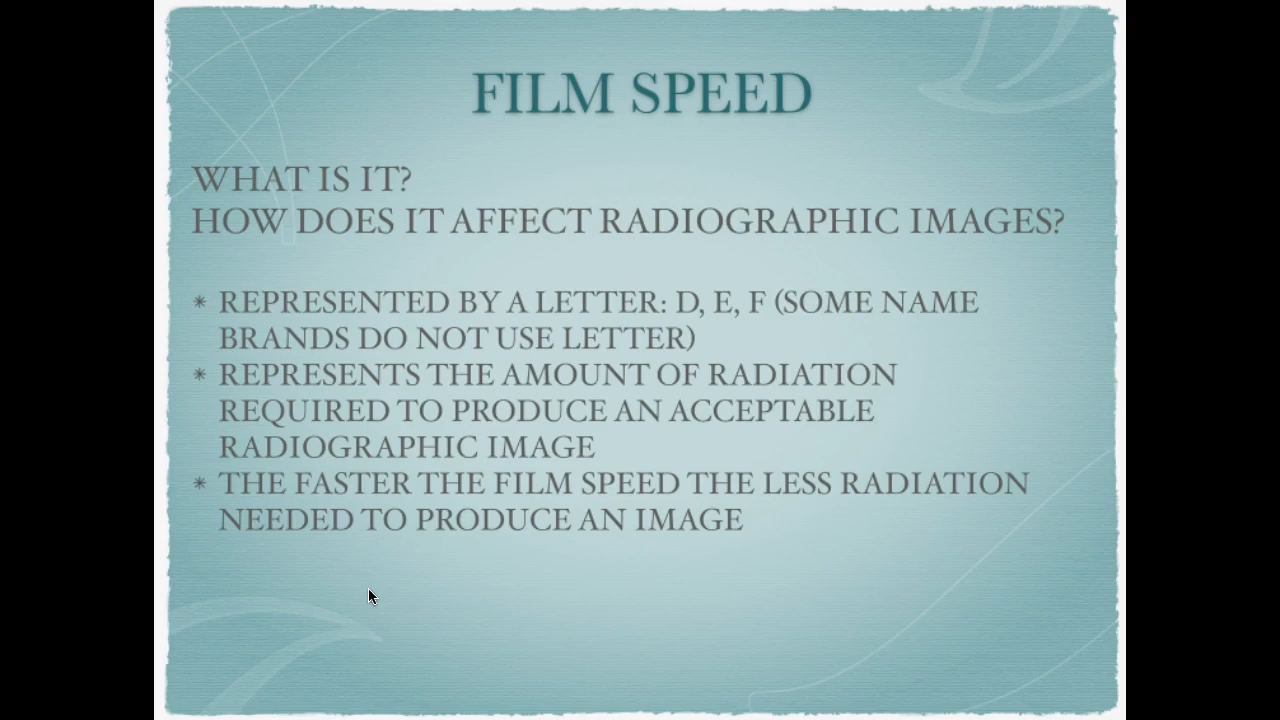 FILM SPEED
WHAT IS IT?
HOW DOES IT AFFECT RADIOGRAPHIC IMAGES?
* REPRESENTED BY A LETTER: D, E, F (SOME NAME
BRANDS DO NOT USE LETTER)
* REPRESENTS THE AMOUNT OF RADIATION
REQUIRED TO PRODUCE AN ACCEPTABLE
RADIOGRAPHIC IMAGE
* THE FASTER THE FILM SPEED THE LESS RADIATION
NEEDED TO PRODUCE AN IMAGE